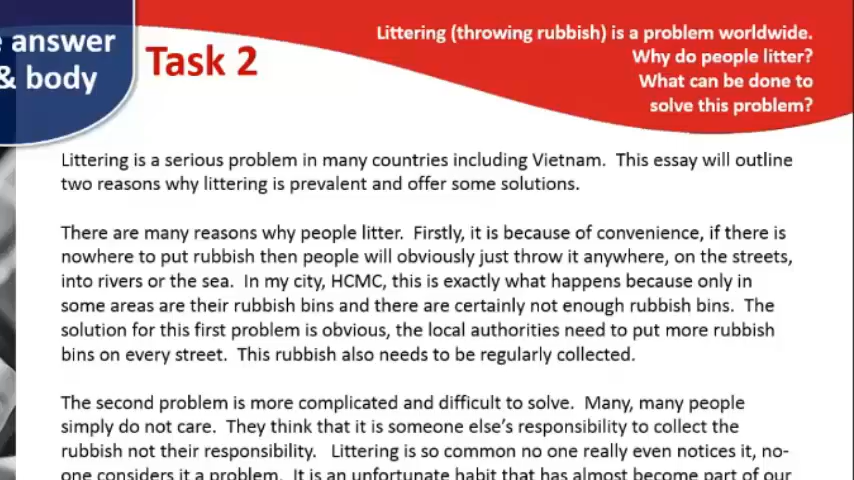 e answer
& body
Task 2
Littering (throwing rubbish) is a problem worldwide.
Why do people litter?
What can be done to
solve this problem?
Littering is a serious problem in many countries including Vietnam. This essay will outline
two reasons why littering is prevalent and offer some solutions.
There are many reasons why people litter. Firstly, it is because of convenience, if there is
nowhere to put rubbish then people will obviously just throw it anywhere, on the streets,
into rivers or the sea. In my city, HCMC, this is exactly what happens because only in
some areas are their rubbish bins and there are certainly not enough rubbish bins. The
solution for this first problem is obvious, the local authorities need to put more rubbish
bins on every street. This rubbish also needs to be regularly collected.
The second problem is more complicated and difficult to solve. Many, many people
simply do not care. They think that it is someone else's responsibility to collect the
rubbish not their responsibility. Littering is so common no one really even notices it, no-
one considers it a problem. It is an unfortunate habit that has almost become part of our